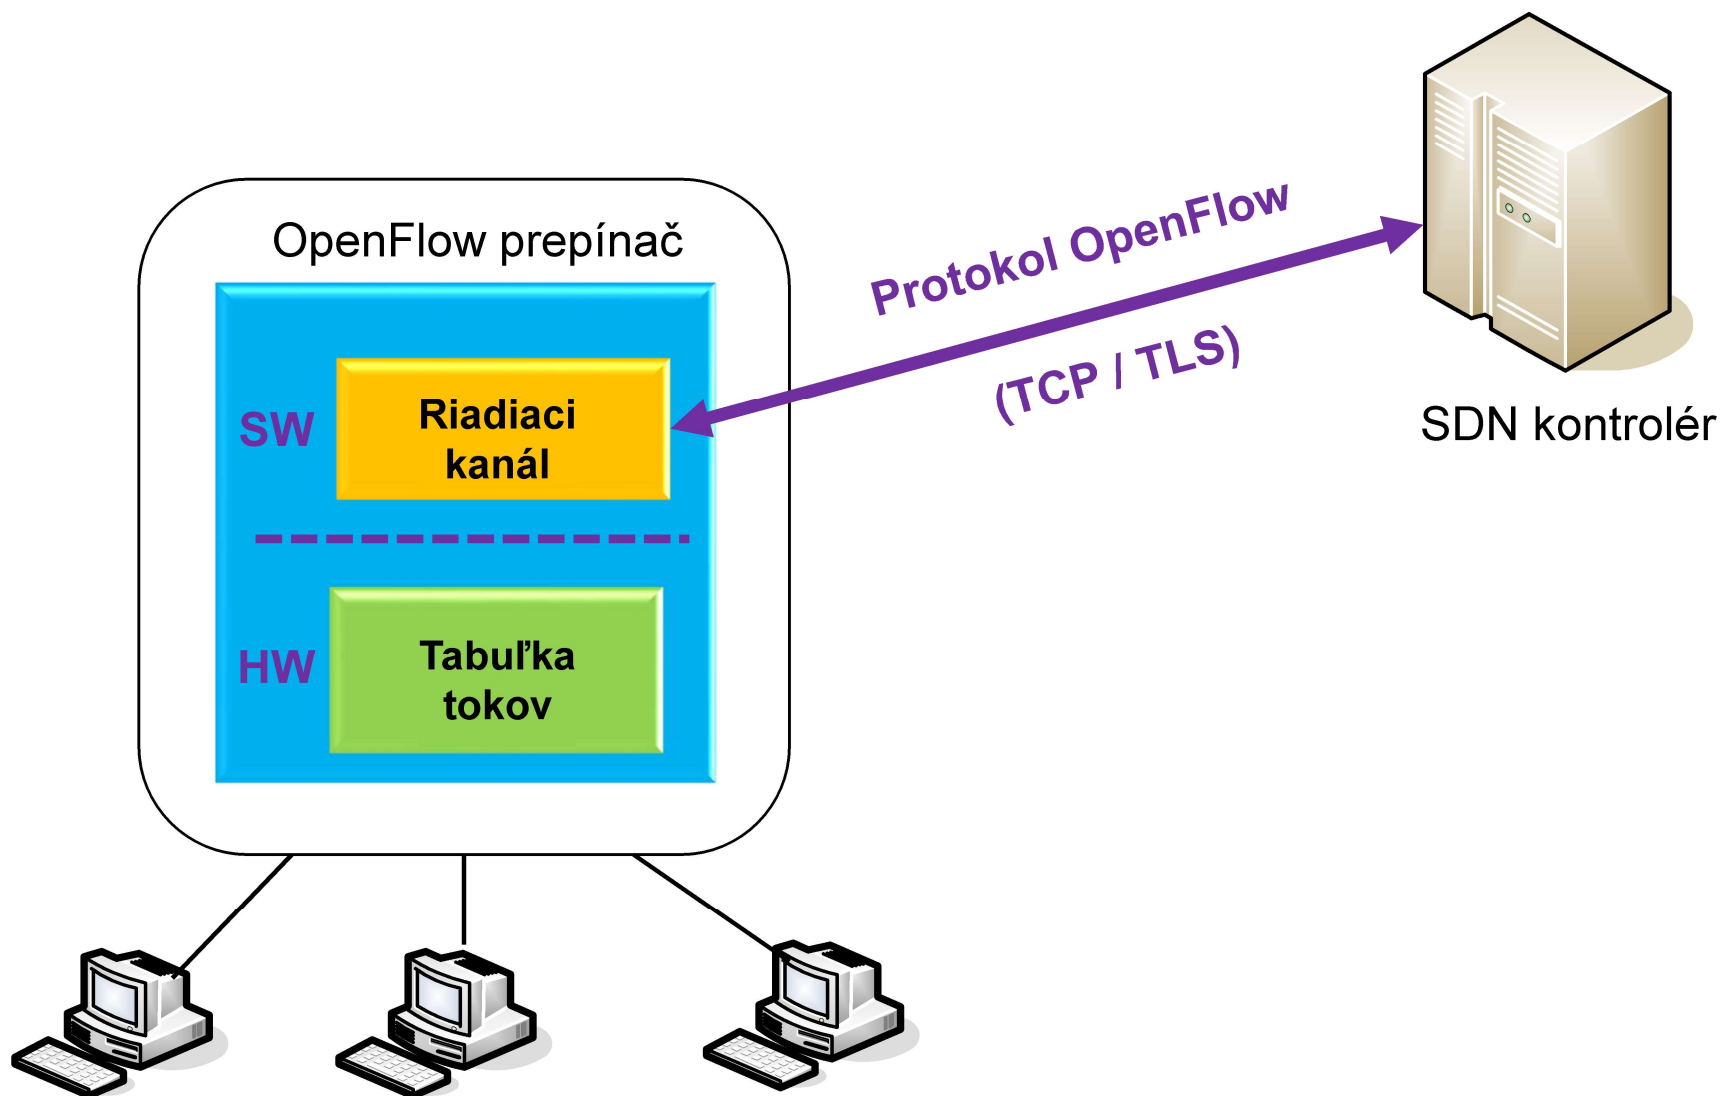 OpenFlow prepínač
SW
Riadiaci
kanál
HW
Tabuľka
tokov
Protokol OpenFlow
(TCP / TLS)
SDN kontrolér